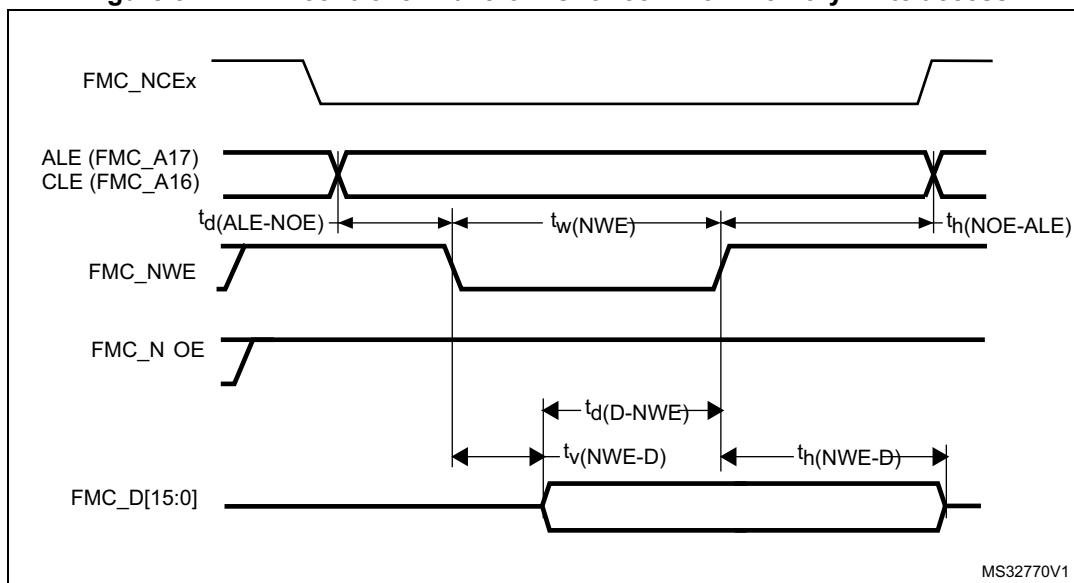 FMC_NCEx
ALE (FMC_A17)
CLE (FMC_A16)
td(ALE-NOE)
tw(NWE)
th(NOE-ALE)
FMC_NWE
FMC_N OE
td(D-NWE)
tv(NWE-D)
th(NWE-D)
FMC_D[15:0]
MS32770V1